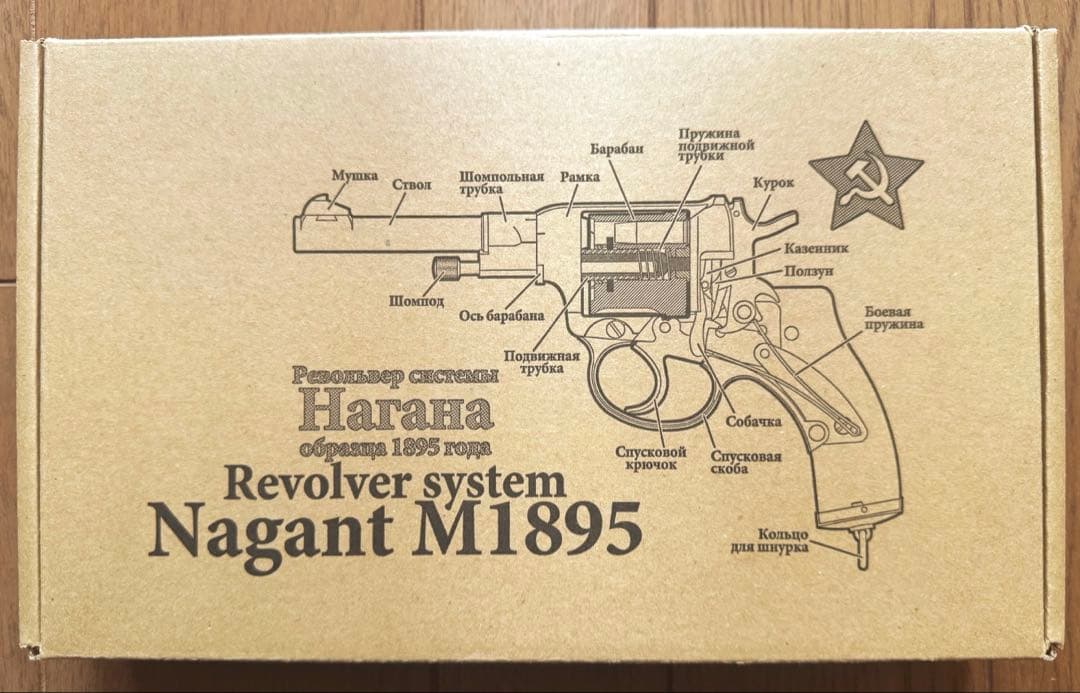 Пружина
подвижной
трубки
Барабан
Мушка
Ствол
Шомпольная
трубка
Рамка
Курок
Казенник
Ползун
Шомпод
Ось барабана
Боевая
пружина
Подвижная
трубка
Револьвер системы
Нагана
образца 1895 года
Собачка
Спусковой
крючок
Спусковая
скоба
Revolver system
Nagant M1895
Кольцо
для шнурка